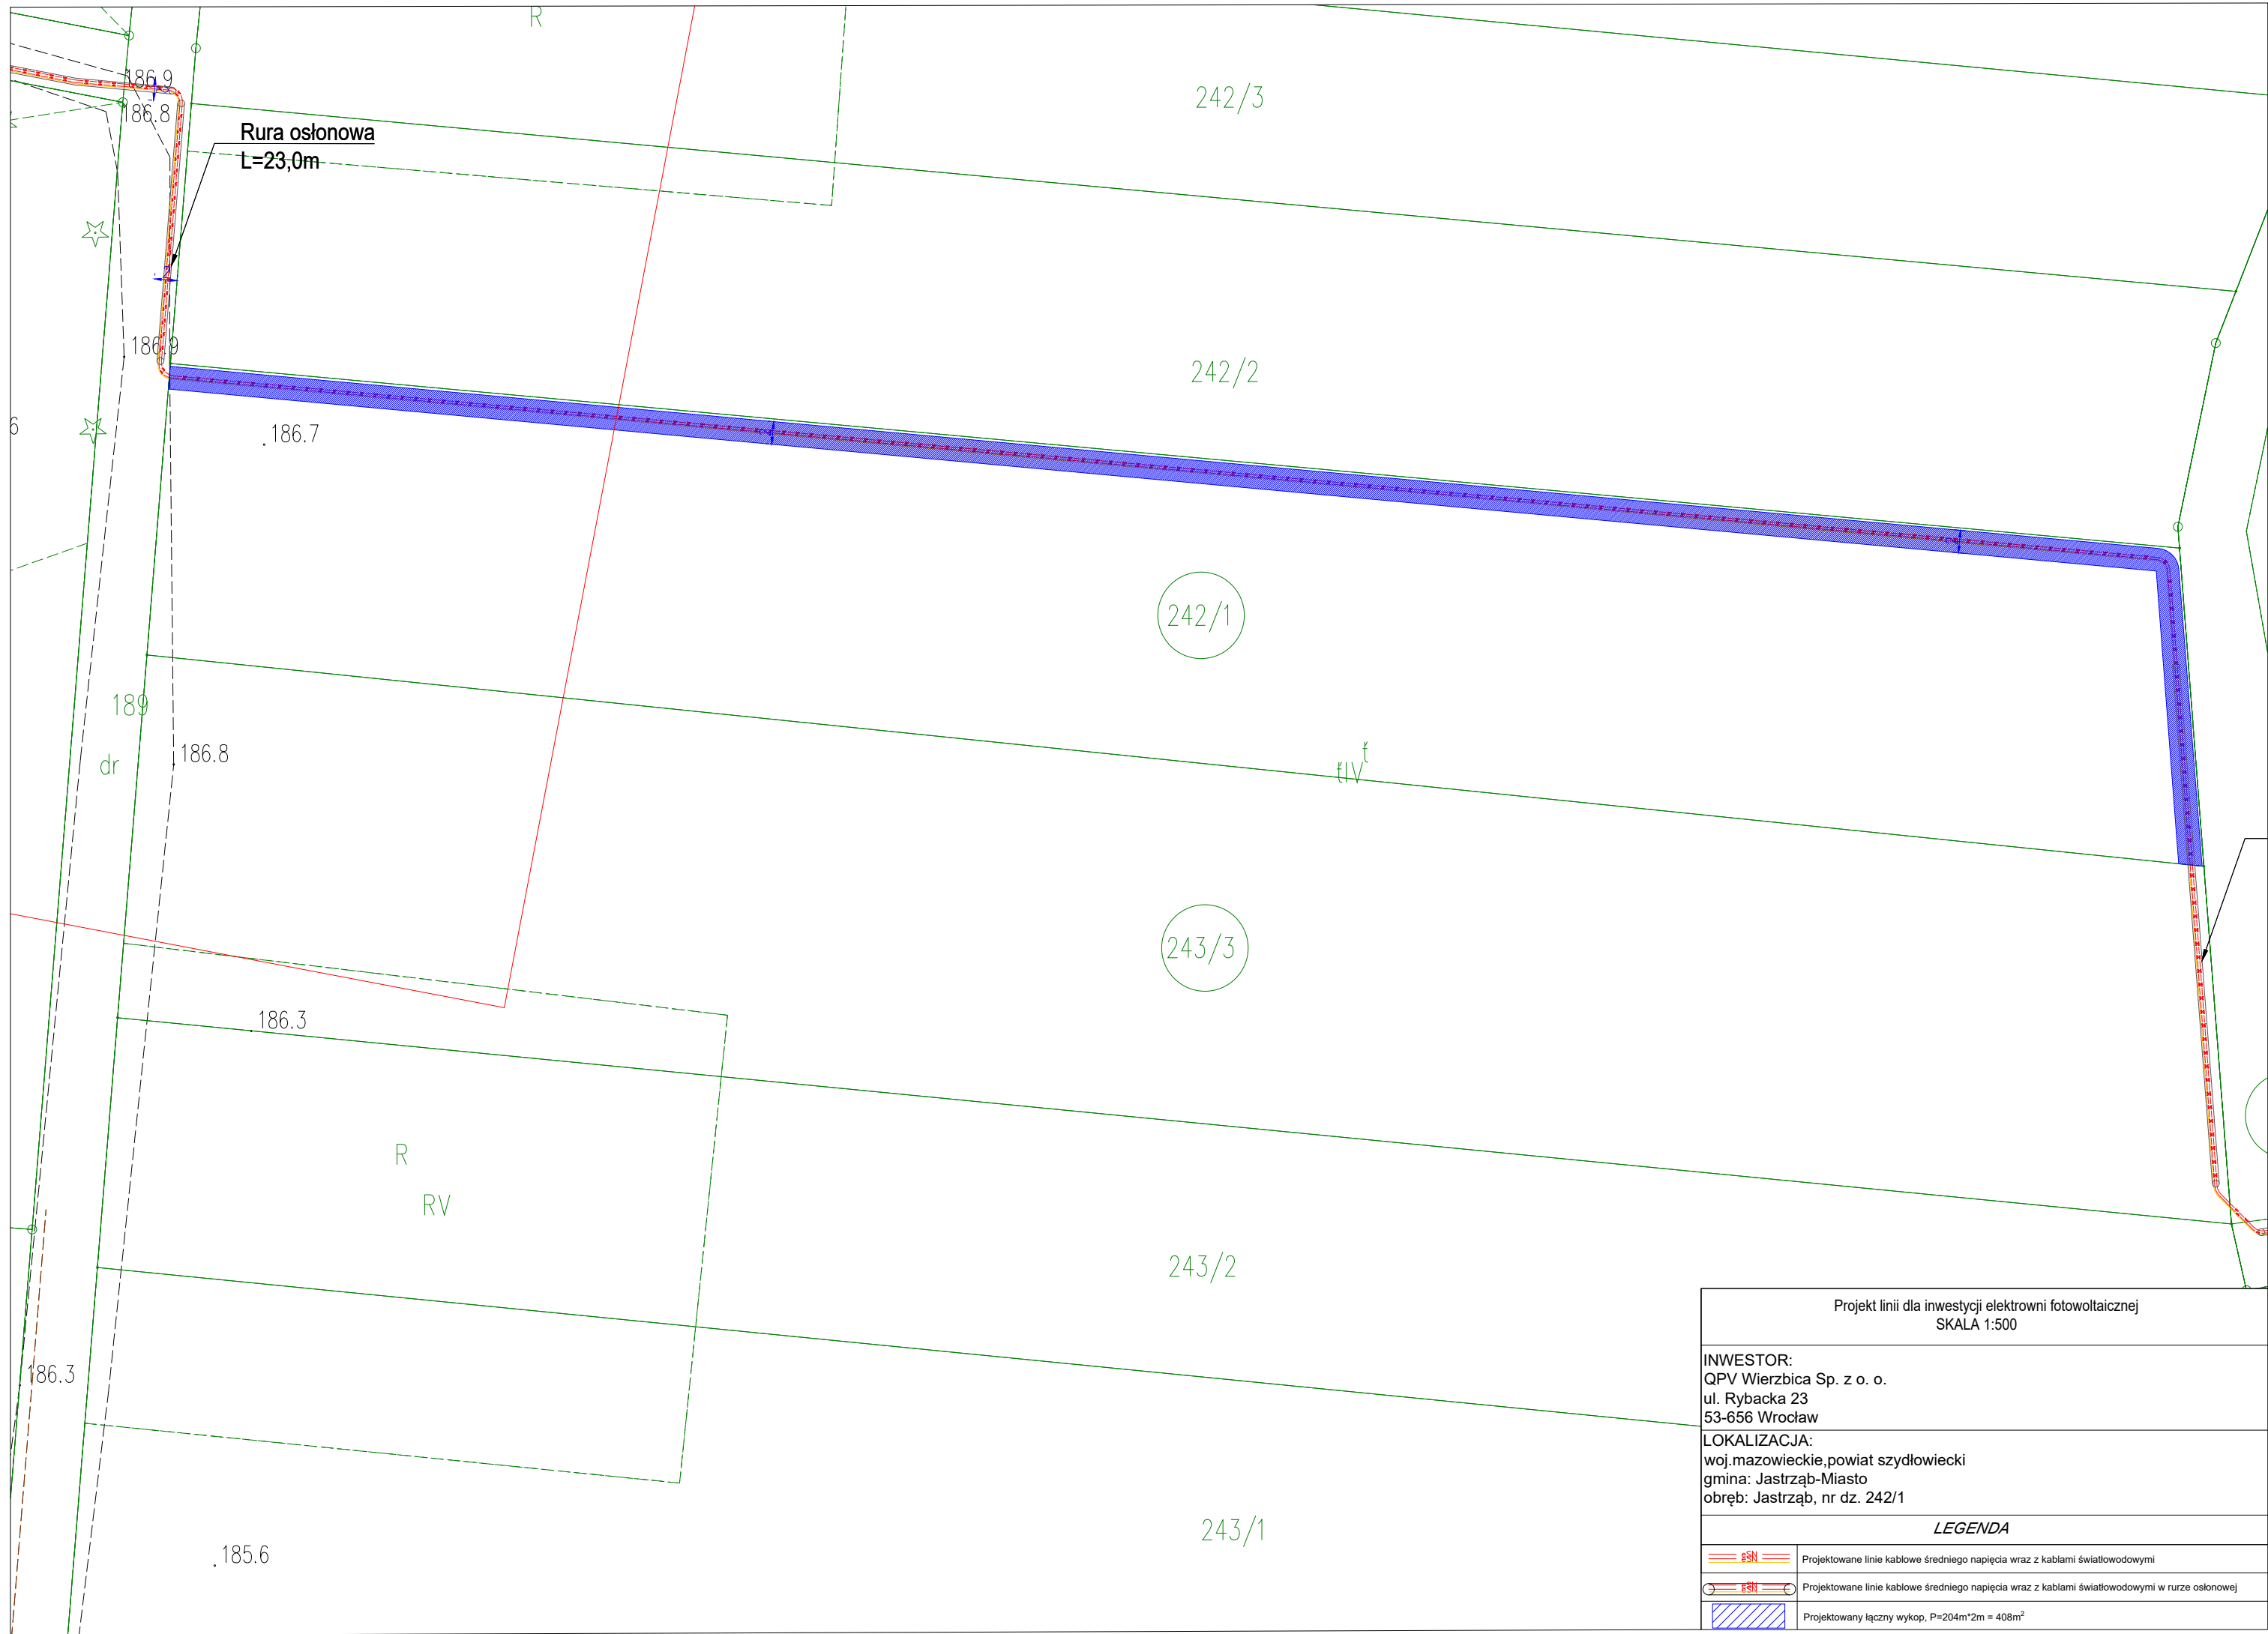 R
186.9
242/3
186.8
Rura osłonowa
L=23,0m
186.9
242/2
6
186.7
2
2
242/1
189
dr
186.8
243/3
186.3
R
RV
243/2
186.3
243/1
185.6
Projekt linii dla inwestycji elektrowni fotowoltaicznej
SKALA 1:500
INWESTOR:
QPV Wierzbica Sp. z o. o.
ul. Rybacka 23
53-656 Wrocław
LOKALIZACJA:
woj.mazowieckie,powiat szydłowiecki
gmina: Jastrząb-Miasto
obręb: Jastrząb, nr dz. 242/1
LEGENDA
Projektowane linie kablowe średniego napięcia wraz z kablami światłowodowymi
Projektowane linie kablowe średniego napięcia wraz z kablami światłowodowymi w rurze osłonowej
Projektowany łączny wykop, P=204m*2m = 408m²